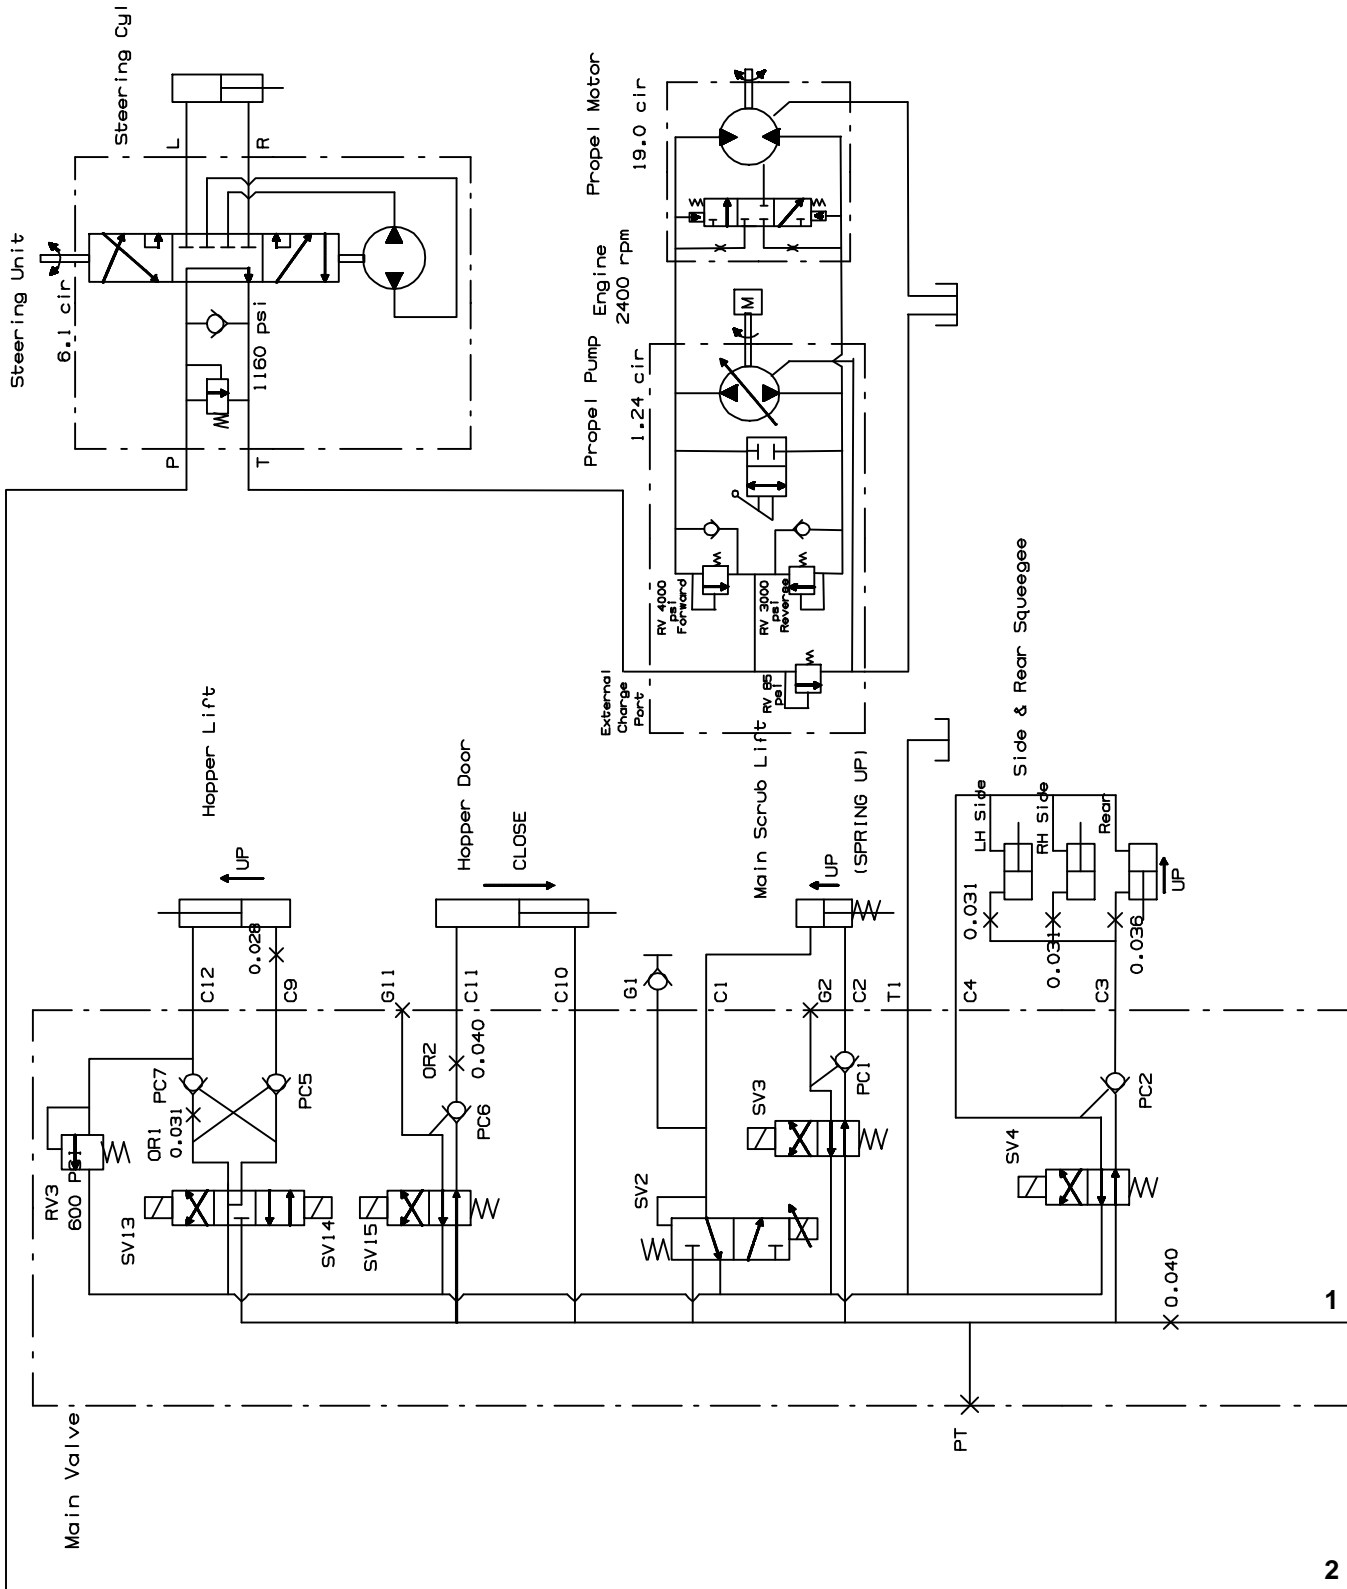 Steering Cyl
L
R
Steering Unit
6.1 cir
1160 psi
P
T
Propel Motor
19.0 cir
Engine
2400 rpm
M
Propel Pump
1.24 cir
RV 4000
psi
Forward
RV 3000
psi
Reverse
RV 85
psi
External
Charge
Port
Hopper Lift
UP
0.028
C12
C9
Hopper Door
CLOSE
G11
C11
C10
Main Scrub Lift
(SPRING UP)
UP
G1
C1
G2
C2
T1
Side & Rear Squeegee
LH Side
RH Side
Rear
UP
0.031
0.031
0.036
C4
C3
PC7
PC5
OR1
0.031
RV3
600 PSI
SV13
SV14
OR2
0.040
PC6
SV15
SV2
SV3
PC1
SV4
PC2
0.040
PT
Main Valve
1
2